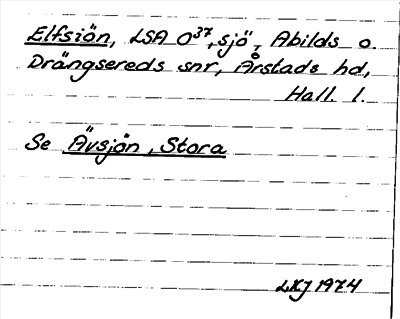 Elfsiön, LSA O37, sjö, Abilds o.
Drängsereds snr, Årstads hd,
Hall. l.
Se Ävsjön, Stora
LKJ 1974